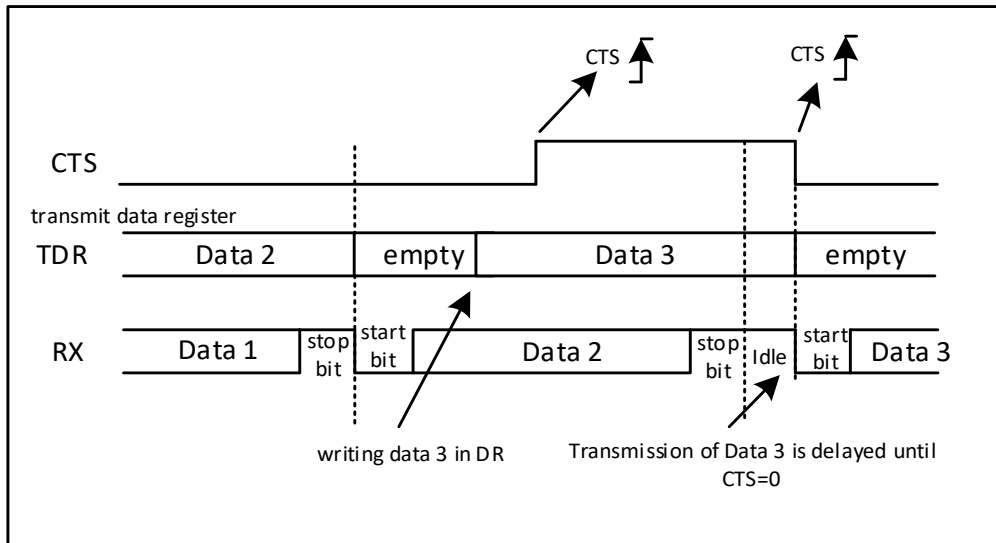 CTS
CTS
CTS
transmit data register
TDR
Data 2
empty
Data 3
empty
RX
Data 1
stop
bit
start
bit
Data 2
stop
bit
Idle
start
bit
Data 3
writing data 3 in DR
Transmission of Data 3 is delayed until
CTS=0